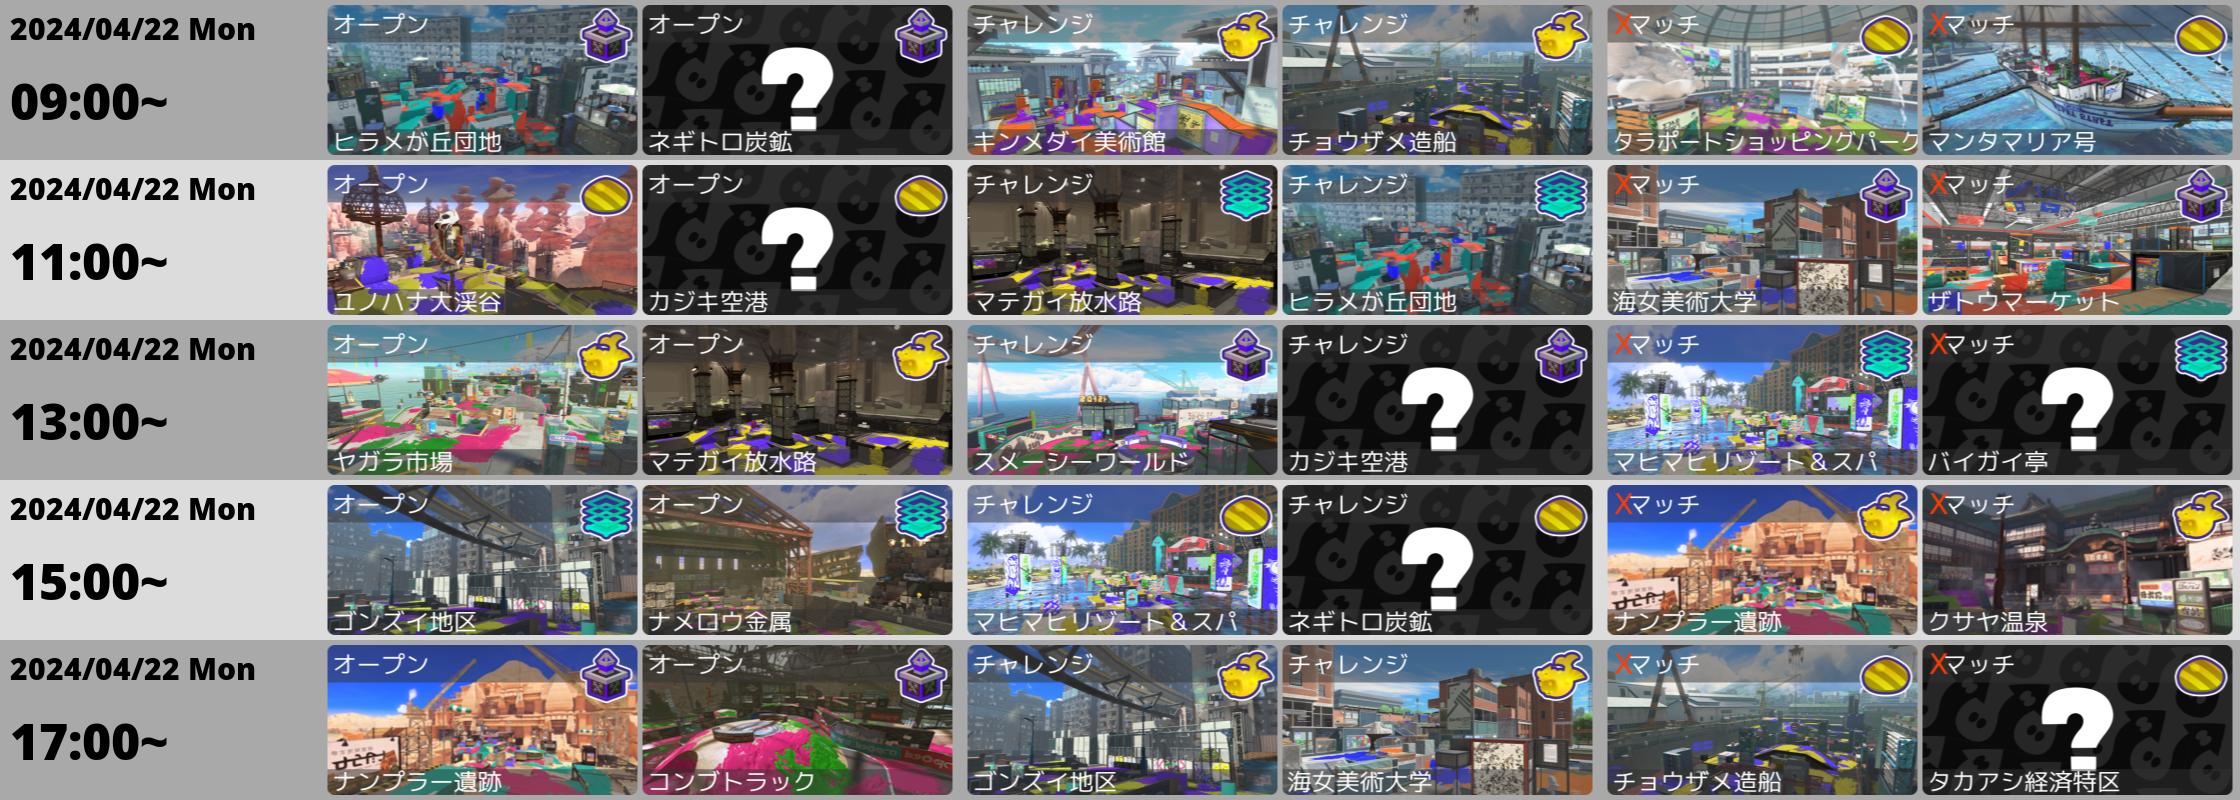 2024/04/22 Mon
09:00~
オープン
ヒラメが丘団地
オープン
?
ネギトロ炭鉱
チャレンジ
キンメダイ美術館
チャレンジ
チョウザメ造船
Xマッチ
タラポートショッピングパーク
Xマッチ
マンタマリア号
2024/04/22 Mon
11:00~
オープン
ユノハナ大渓谷
オープン
?
カジキ空港
チャレンジ
マテガイ放水路
チャレンジ
ヒラメが丘団地
Xマッチ
海女美術大学
Xマッチ
ザトウマーケット
2024/04/22 Mon
13:00~
オープン
ヤガラ市場
オープン
マテガイ放水路
チャレンジ
スメーシーワールド
チャレンジ
?
カジキ空港
Xマッチ
マヒマヒリゾート&スパ
Xマッチ
?
バイガイ亭
2024/04/22 Mon
15:00~
オープン
ゴンズイ地区
オープン
ナメロウ金属
チャレンジ
マヒマヒリゾート&スパ
チャレンジ
?
ネギトロ炭鉱
Xマッチ
ナンプラー遺跡
Xマッチ
クサヤ温泉
2024/04/22 Mon
17:00~
オープン
ナンプラー遺跡
オープン
コンブトラック
チャレンジ
ゴンズイ地区
チャレンジ
海女美術大学
Xマッチ
チョウザメ造船
Xマッチ
?
タカアシ経済特区